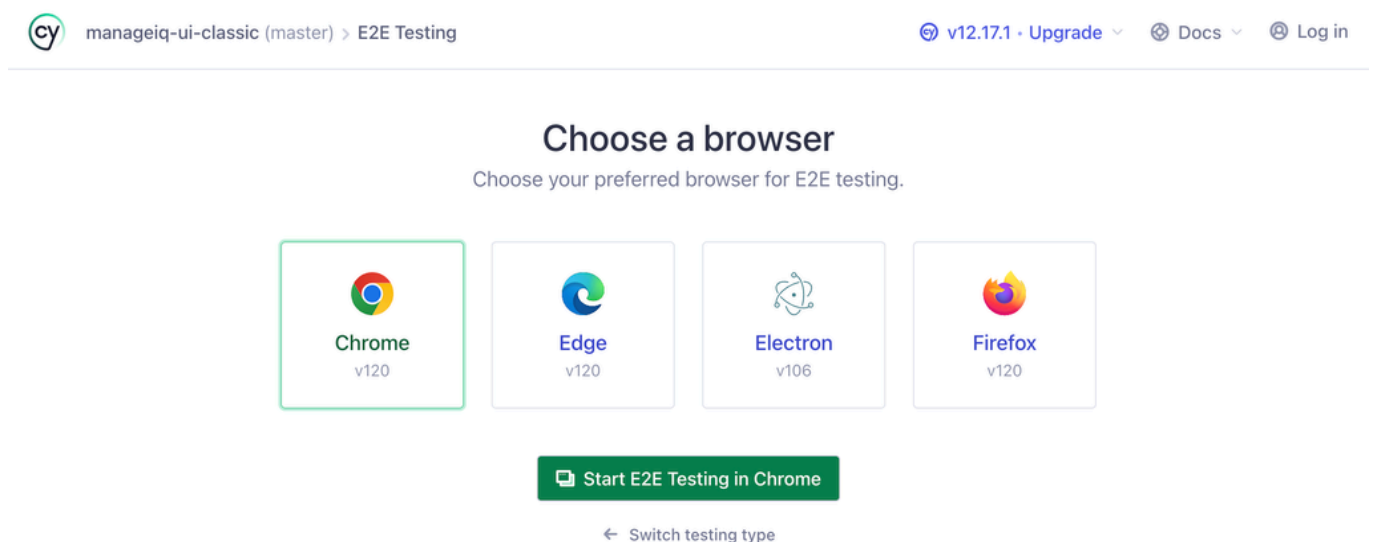 cy manageiq-ui-classic (master) > E2E Testing cy v12.17.1 • Upgrade Docs Log in
Choose a browser
Choose your preferred browser for E2E testing.
Chrome Edge Electron Firefox
v120 v120 v106 v120
Start E2E Testing in Chrome
← Switch testing type